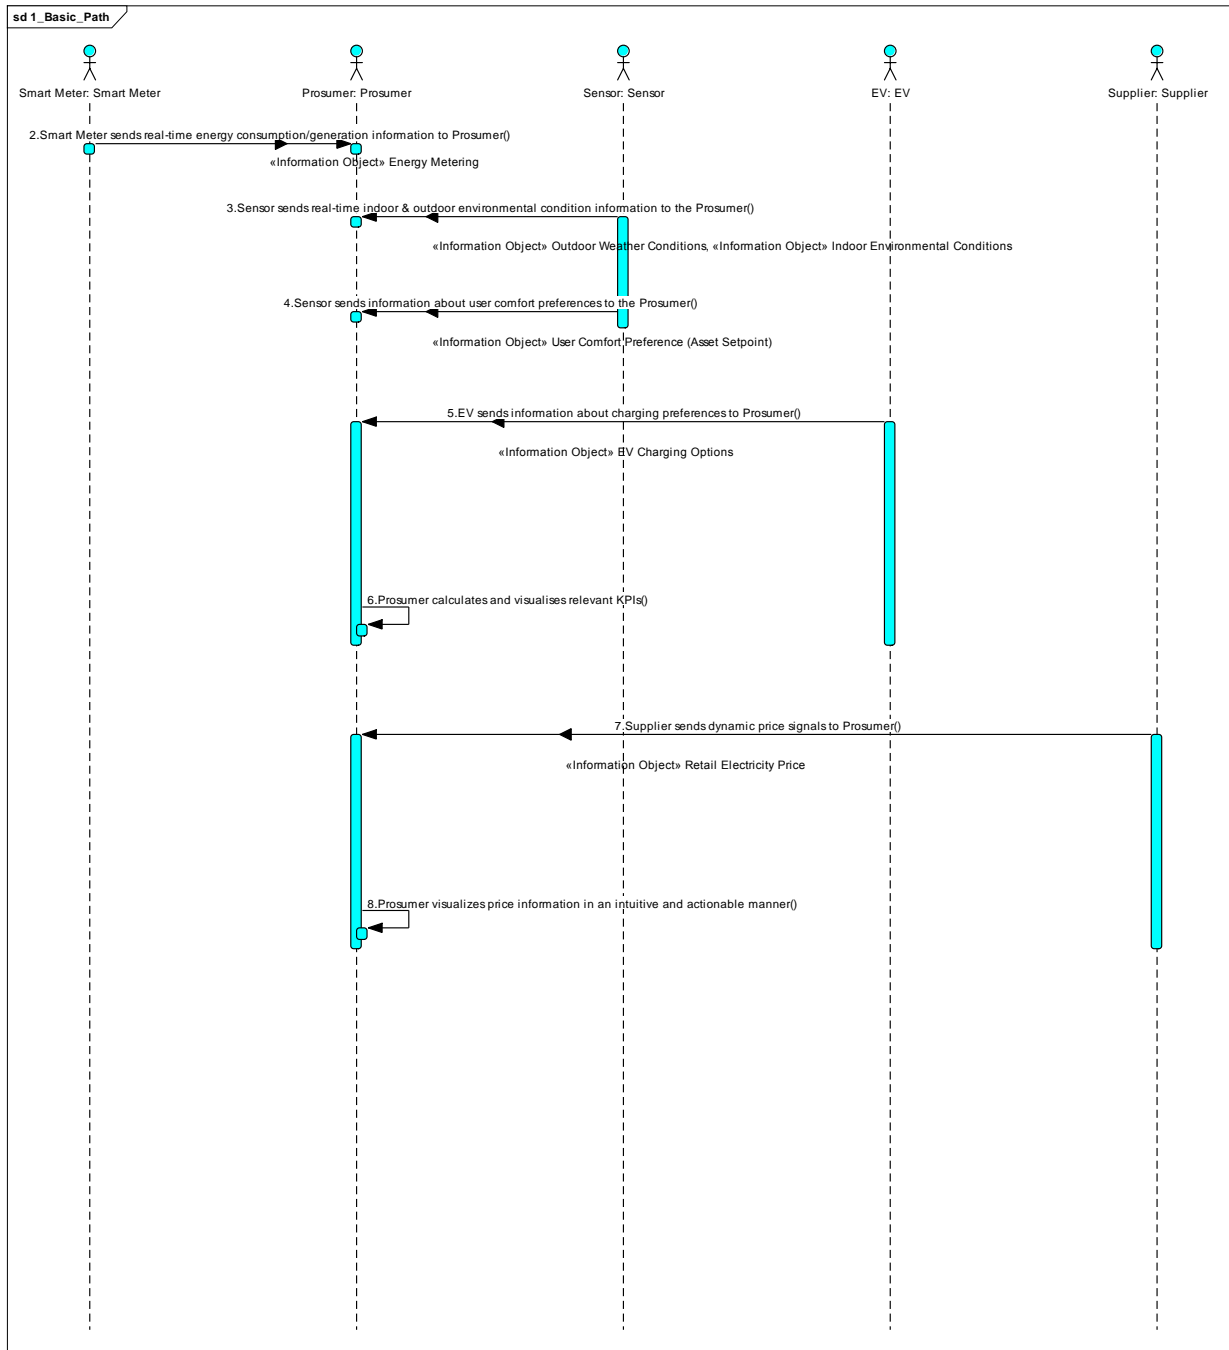 sd 1_Basic_Path
Smart Meter: Smart Meter
Prosumer: Prosumer
Sensor: Sensor
EV: EV
Supplier: Supplier
2.Smart Meter sends real-time energy consumption/generation information to Prosumer()
«Information Object» Energy Metering
3.Sensor sends real-time indoor & outdoor environmental condition information to the Prosumer()
«Information Object» Outdoor Weather Conditions, «Information Object» Indoor Environmental Conditions
4.Sensor sends information about user comfort preferences to the Prosumer()
«Information Object» User Comfort Preference (Asset Setpoint)
5.EV sends information about charging preferences to Prosumer()
«Information Object» EV Charging Options
6.Prosumer calculates and visualises relevant KPIs()
7.Supplier sends dynamic price signals to Prosumer()
«Information Object» Retail Electricity Price
8.Prosumer visualizes price information in an intuitive and actionable manner()